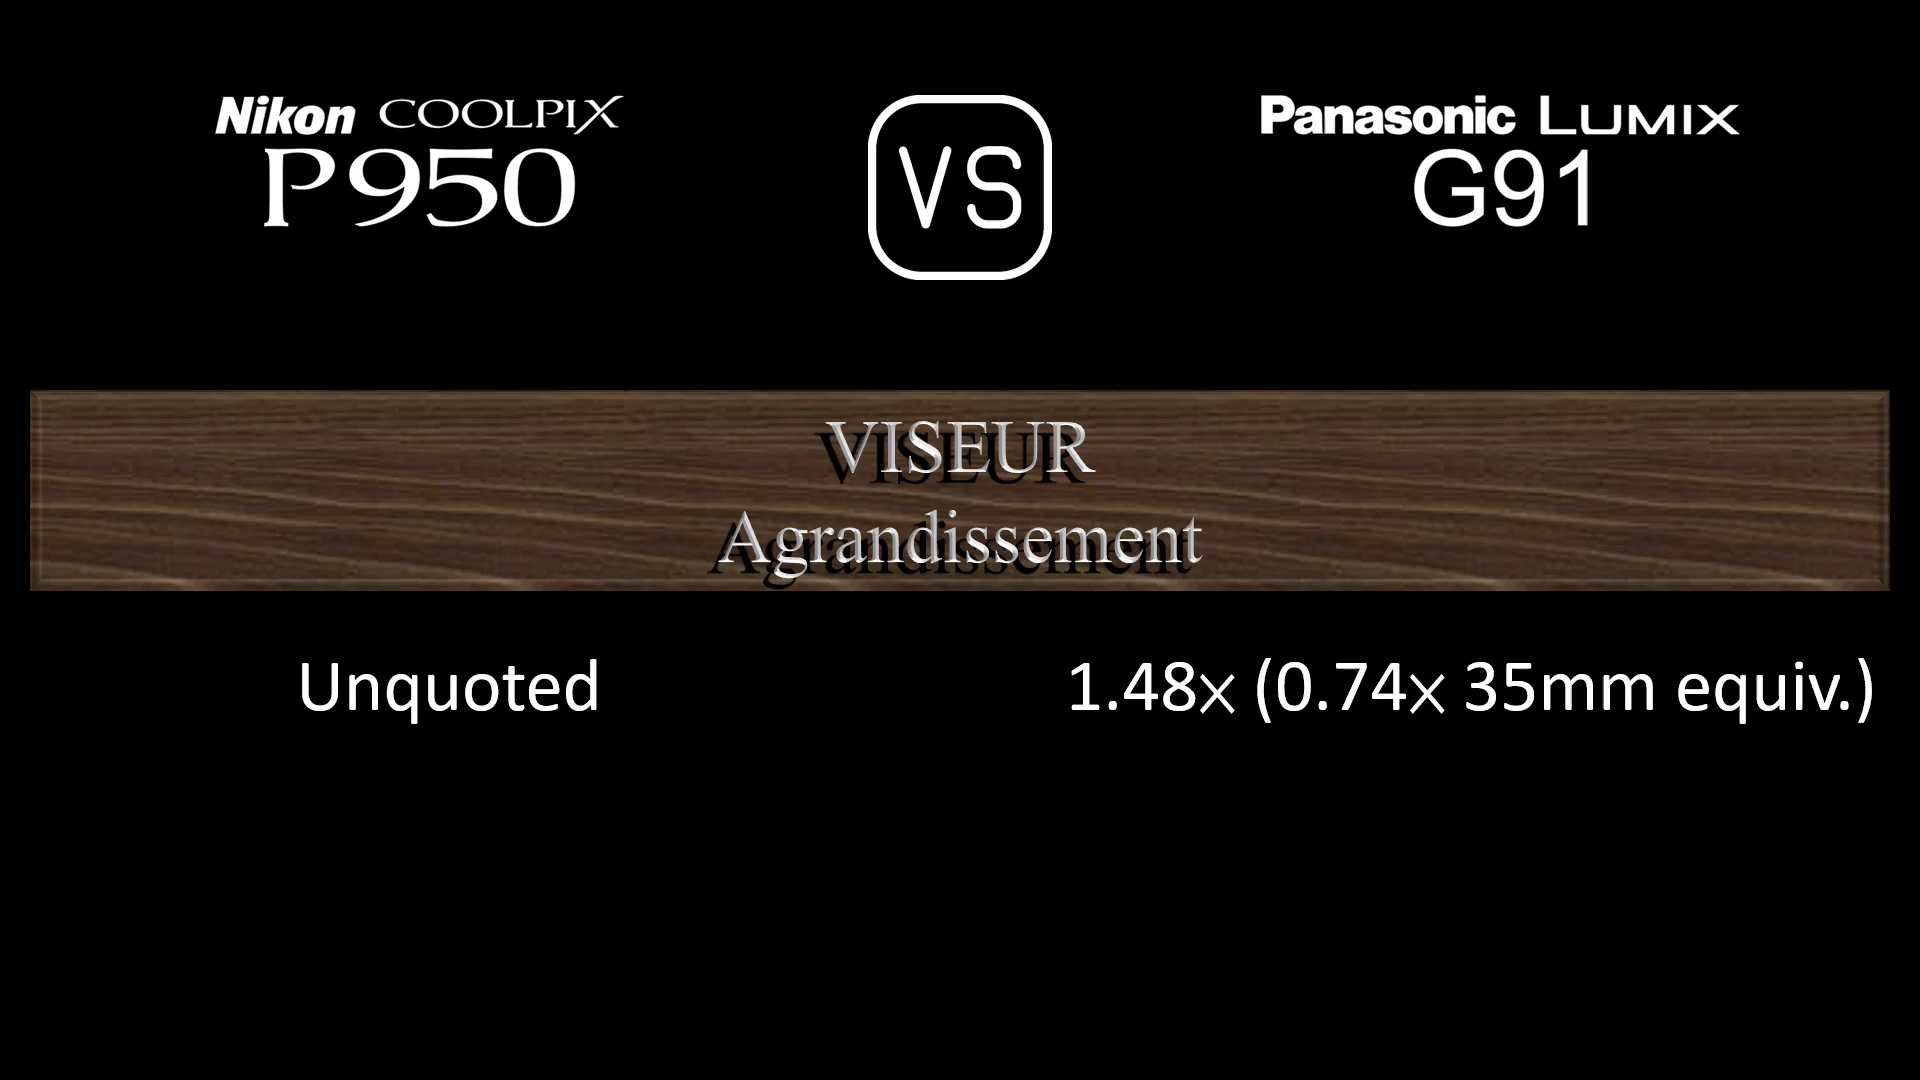 Nikon COOLPIX
P950
VS
Panasonic LUMIX
G91
VISEUR
Agrandissement
Unquoted
1.48x (0.74x 35mm equiv.)